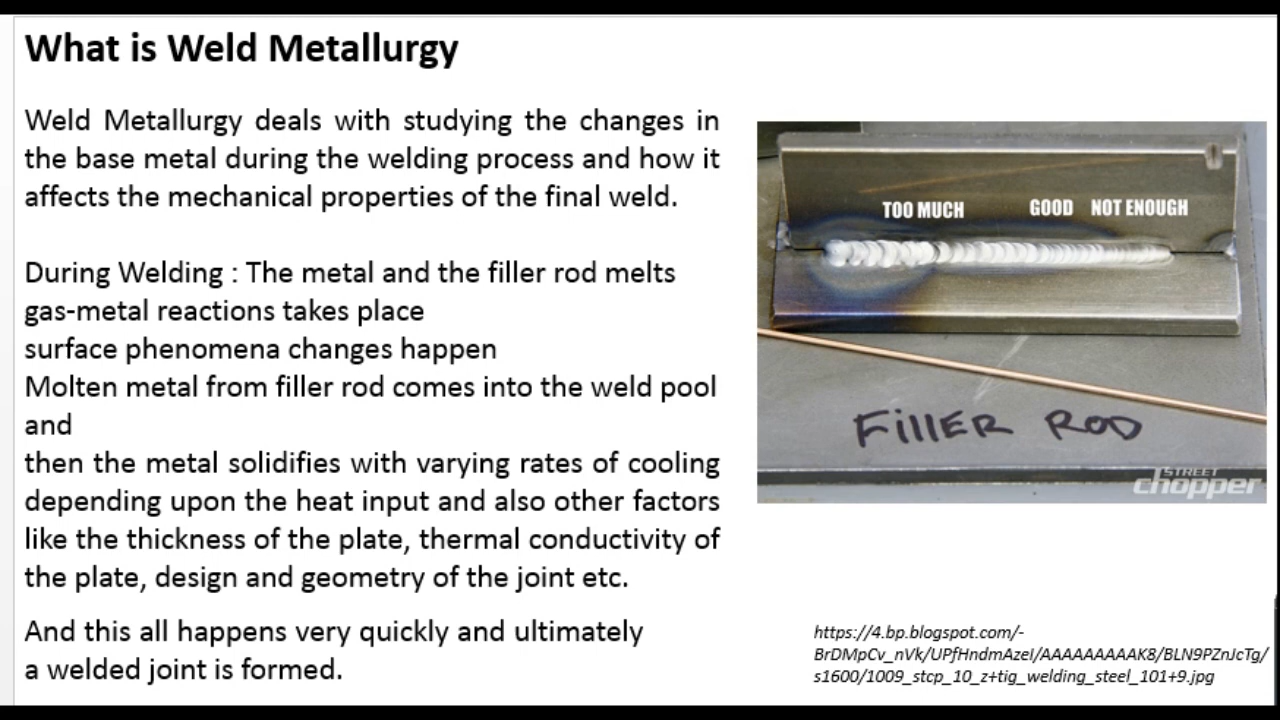 What is Weld Metallurgy
Weld Metallurgy deals with studying the changes in
the base metal during the welding process and how it
affects the mechanical properties of the final weld.
During Welding : The metal and the filler rod melts
gas-metal reactions takes place
surface phenomena changes happen
Molten metal from filler rod comes into the weld pool
and
then the metal solidifies with varying rates of cooling
depending upon the heat input and also other factors
like the thickness of the plate, thermal conductivity of
the plate, design and geometry of the joint etc.
And this all happens very quickly and ultimately
a welded joint is formed.
TOO MUCH GOOD NOT ENOUGH
FillER ROD
STREET
chopper
https://4.bp.blogspot.com/-
BrDMpCv_nVk/UPfHndmAzeI/AAAAAAAAAK8/BLN9PZnJcTg/
s1600/1009_stcp_10_z+tig_welding_steel_101+9.jpg